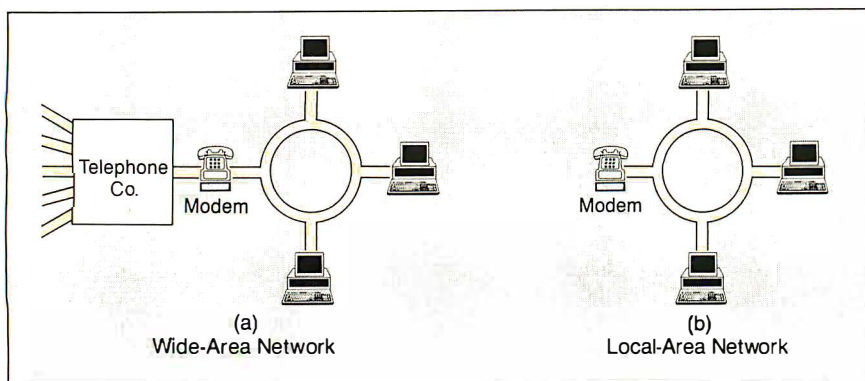 Telephone
Co.
Modem
(a)
Wide-Area Network
Modem
(b)
Local-Area Network